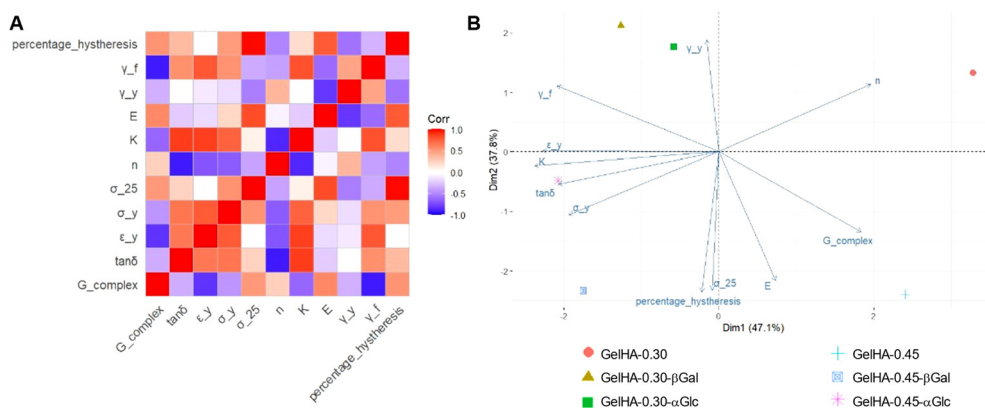 A
percentage_hystheresis
γ_f
γ_y
E
K
n
σ_25
σ_y
ε_y
tanδ
G_complex
G_complex
tanδ
ε_y
σ_y
σ_25
n
K
E
γ_y
γ_f
percentage_hystheresis
Corr
1.0
0.5
0.0
-0.5
-1.0
B
Dim2 (37.8%)
2
1
0
-1
-2
γ_y
γ_f
n
ε_y
K
tanδ
σ_y
G_complex
σ_25
E
percentage_hystheresis
-2
0
2
Dim1 (47.1%)
GelHA-0.30
GelHA-0.30-βGal
GelHA-0.30-αGlc
GelHA-0.45
GelHA-0.45-βGal
GelHA-0.45-αGlc